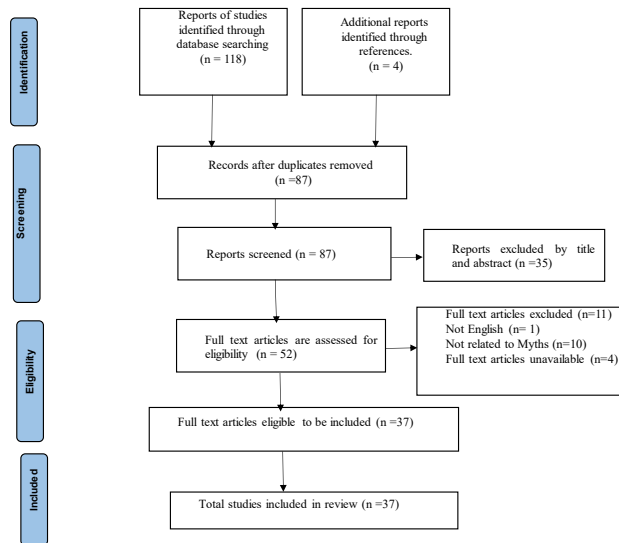 Identification
Reports of studies
identified through
database searching
(n = 118)
Additional reports
identified through
references.
(n = 4)
Screening
Records after duplicates removed
(n =87)
Reports screened (n = 87)
Reports excluded by title
and abstract (n =35)
Eligibility
Full text articles are assessed for
eligibility (n = 52)
Full text articles excluded (n=11)
Not English (n= 1)
Not related to Myths (n=10)
Full text articles unavailable (n=4)
Full text articles eligible to be included (n =37)
Included
Total studies included in review (n =37)